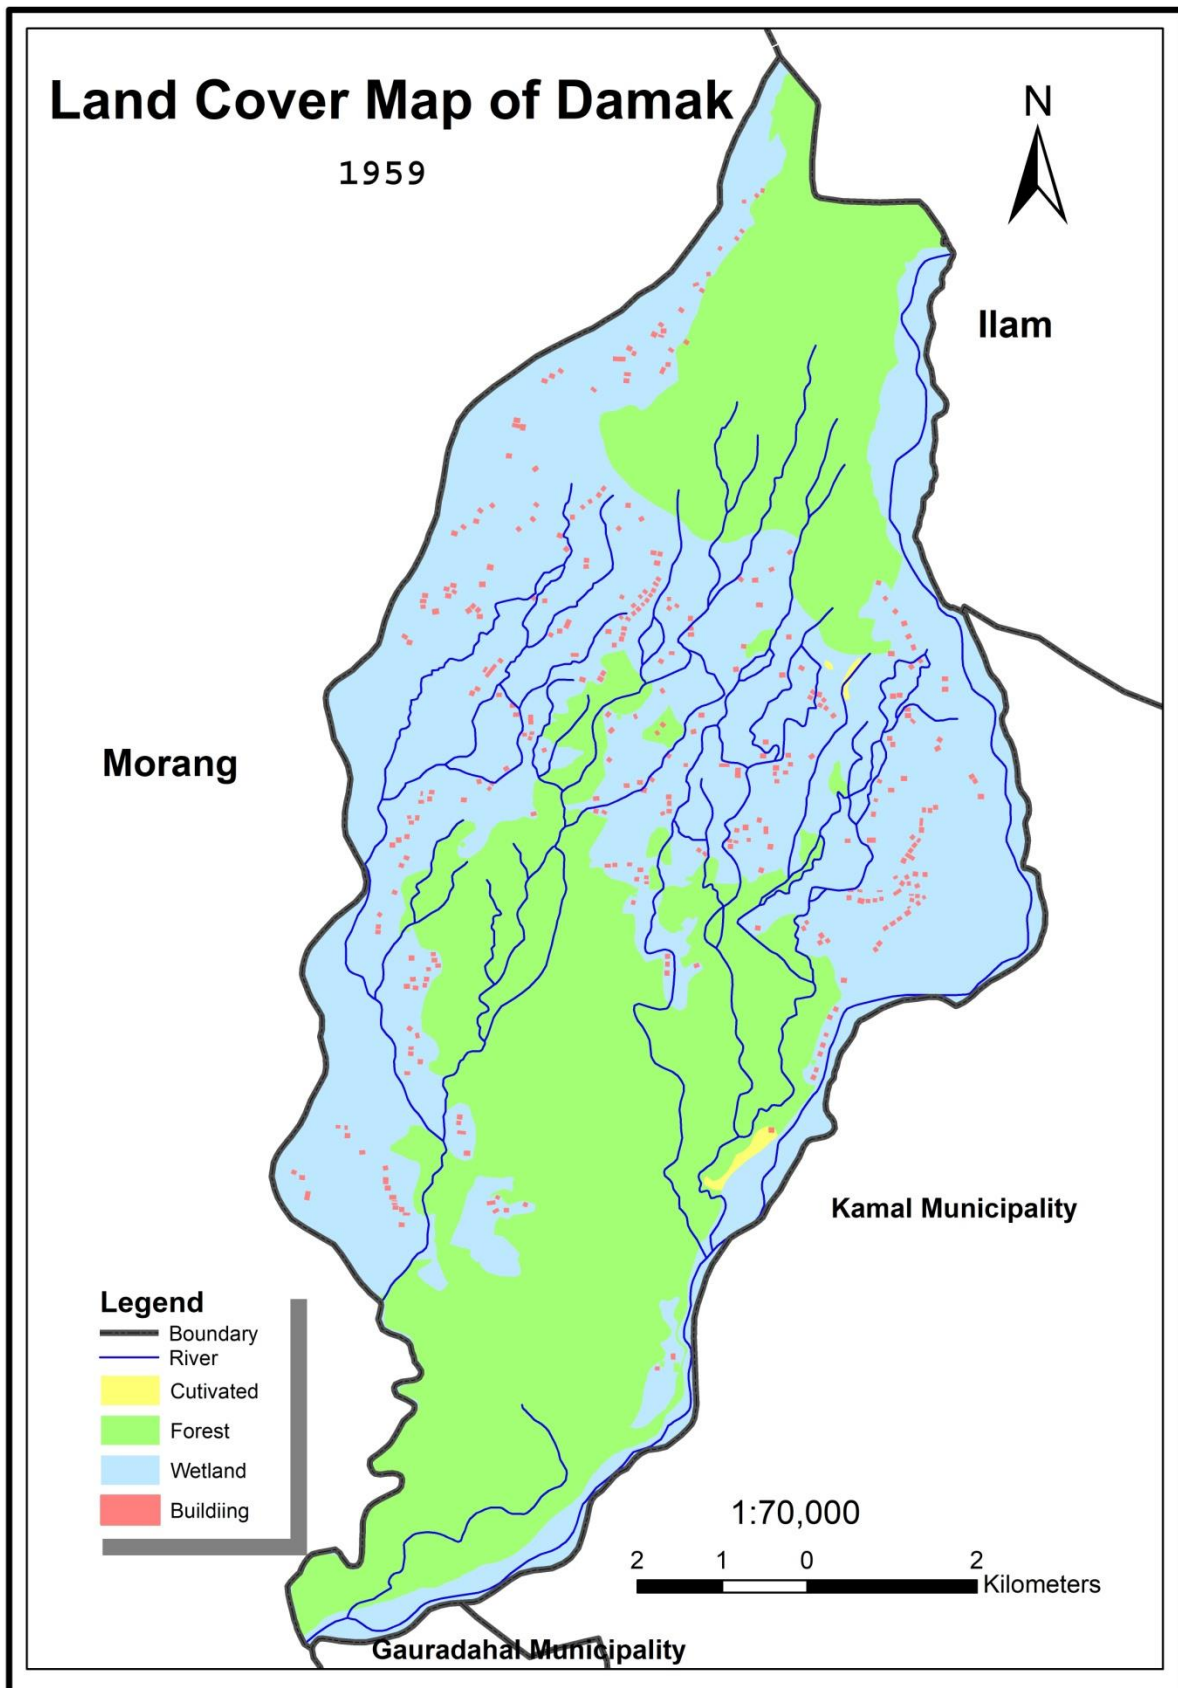 Land Cover Map of Damak
1959
N
Ilam
Morang
Kamal Municipality
Legend
Boundary
River
Cutivated
Forest
Wetland
Buildiing
1:70,000
2 1 0 2
Kilometers
Gauradahal Municipality